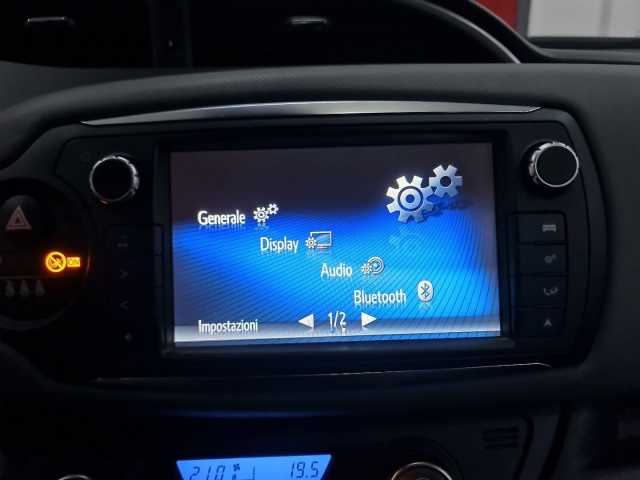 Generale
Display
Audio
Bluetooth
Impostazioni
1/2
21.0
19.5